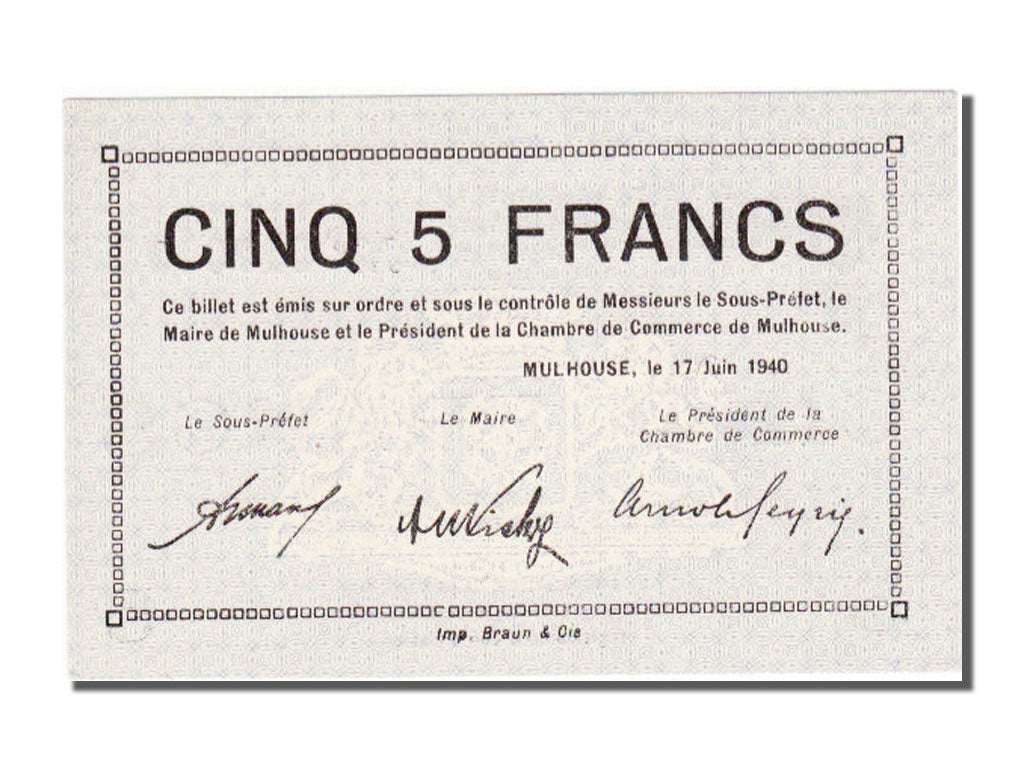 CINQ 5 FRANCS
Ce billet est émis sur ordre et sous le contrôle de Messieurs le Sous-Préfet, le
Maire de Mulhouse et le Président de la Chambre de Commerce de Mulhouse.
MULHOUSE, le 17 Juin 1940
Le Sous-Préfet
Le Maire
Le Président de la
Chambre de Commerce
Imp. Braun & Cie